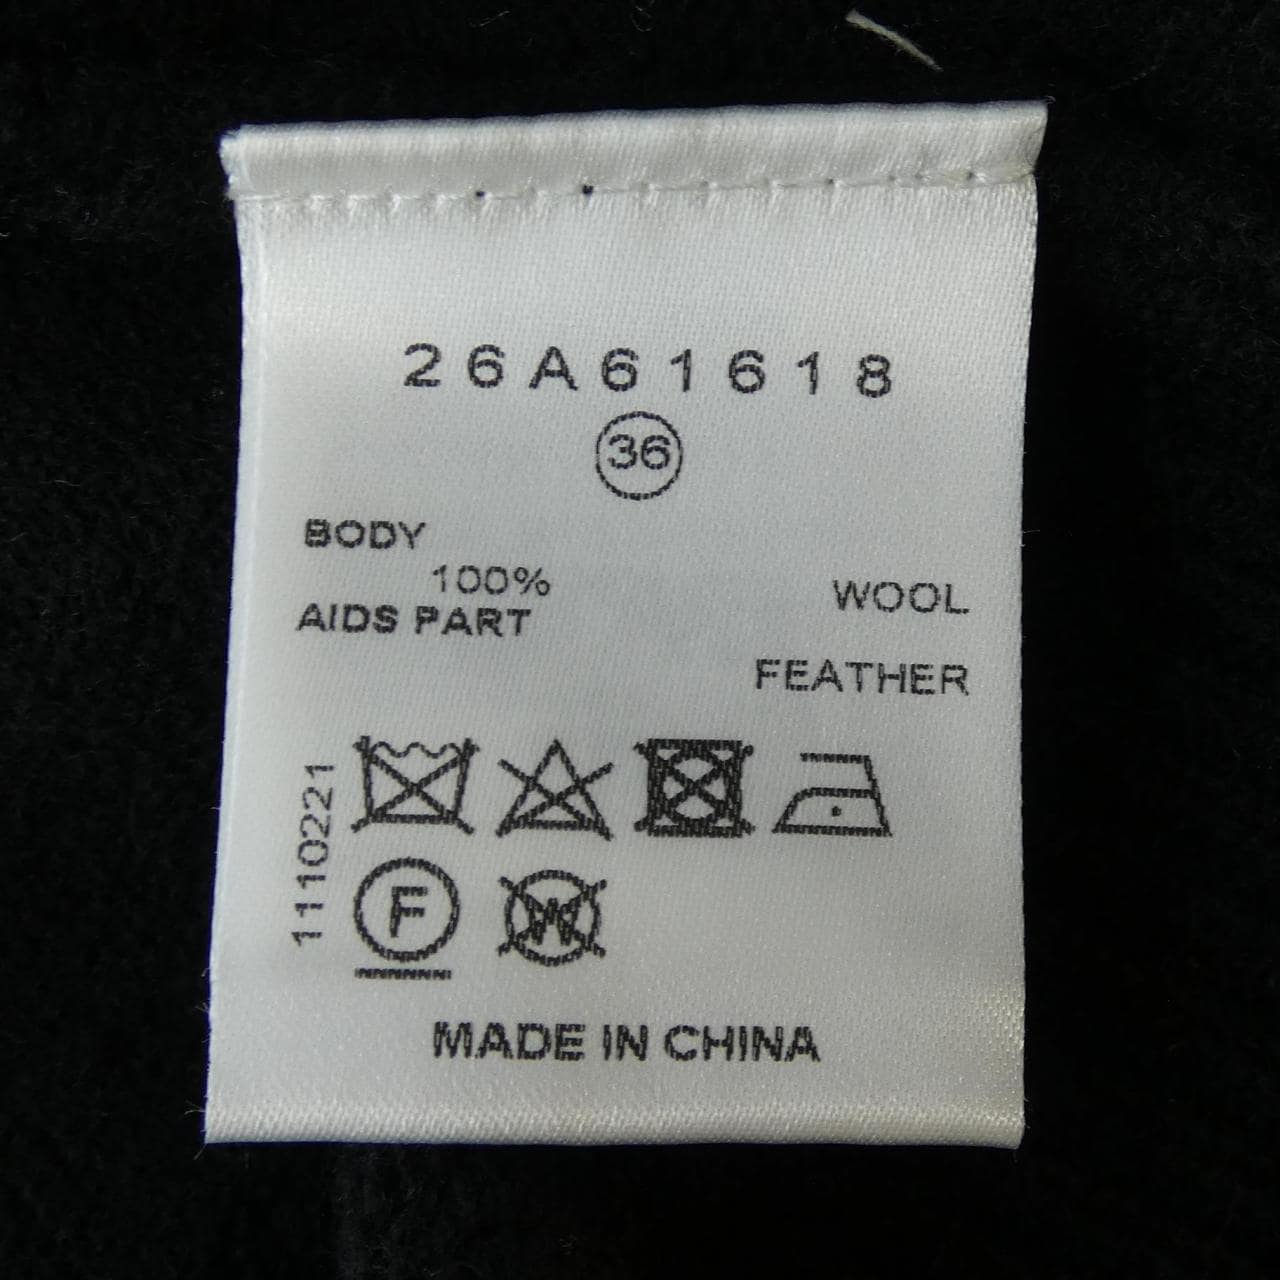 26A61618
36
BODY
100% WOOL
AIDS PART
FEATHER
1110221
F
W
MADE IN CHINA